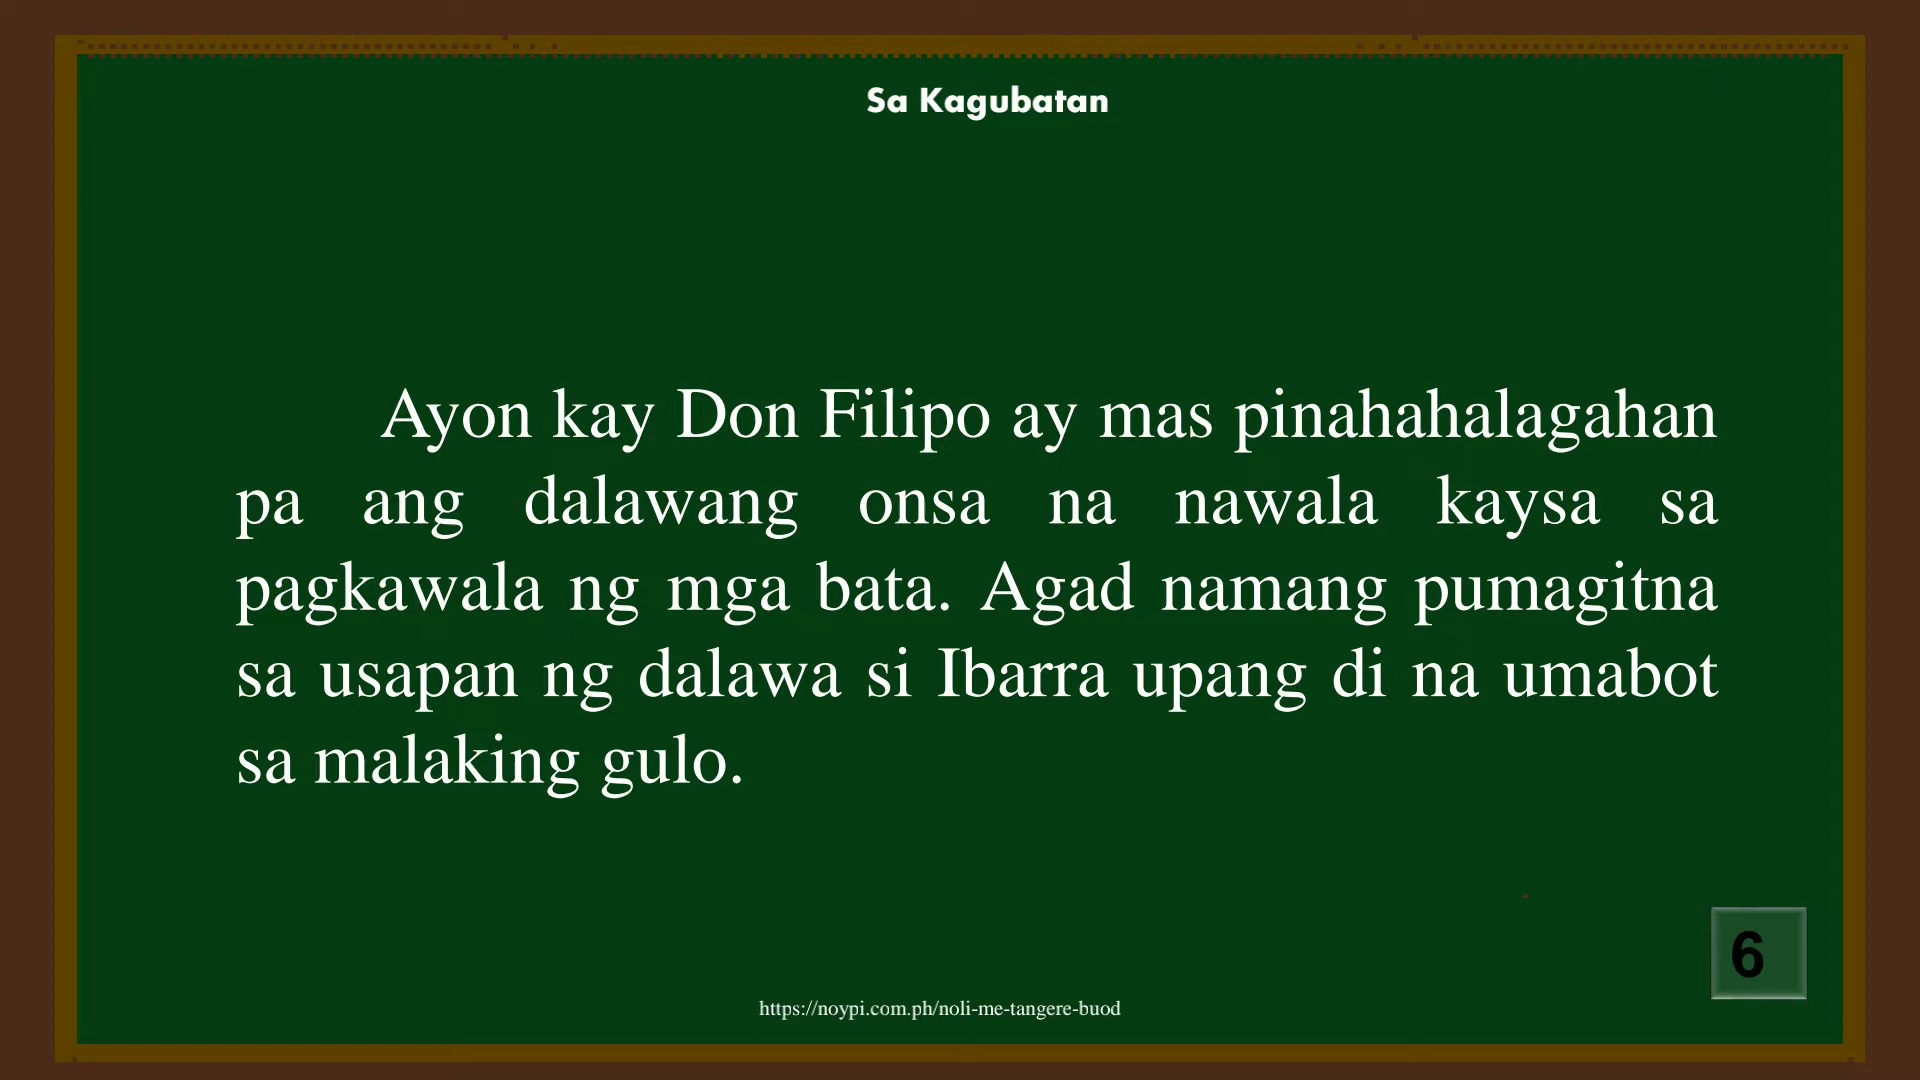 Sa Kagubatan
Ayon kay Don Filipo ay mas pinahahalagahan
pa ang dalawang onsa na nawala kaysa sa
pagkawala ng mga bata. Agad namang pumagitna
sa usapan ng dalawa si Ibarra upang di na umabot
sa malaking gulo.
6
https://noypi.com.ph/noli-me-tangere-buod